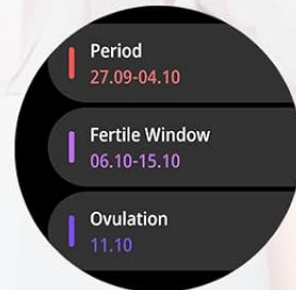 Period
27.09-04.10
Fertile Window
06.10-15.10
Ovulation
11.10